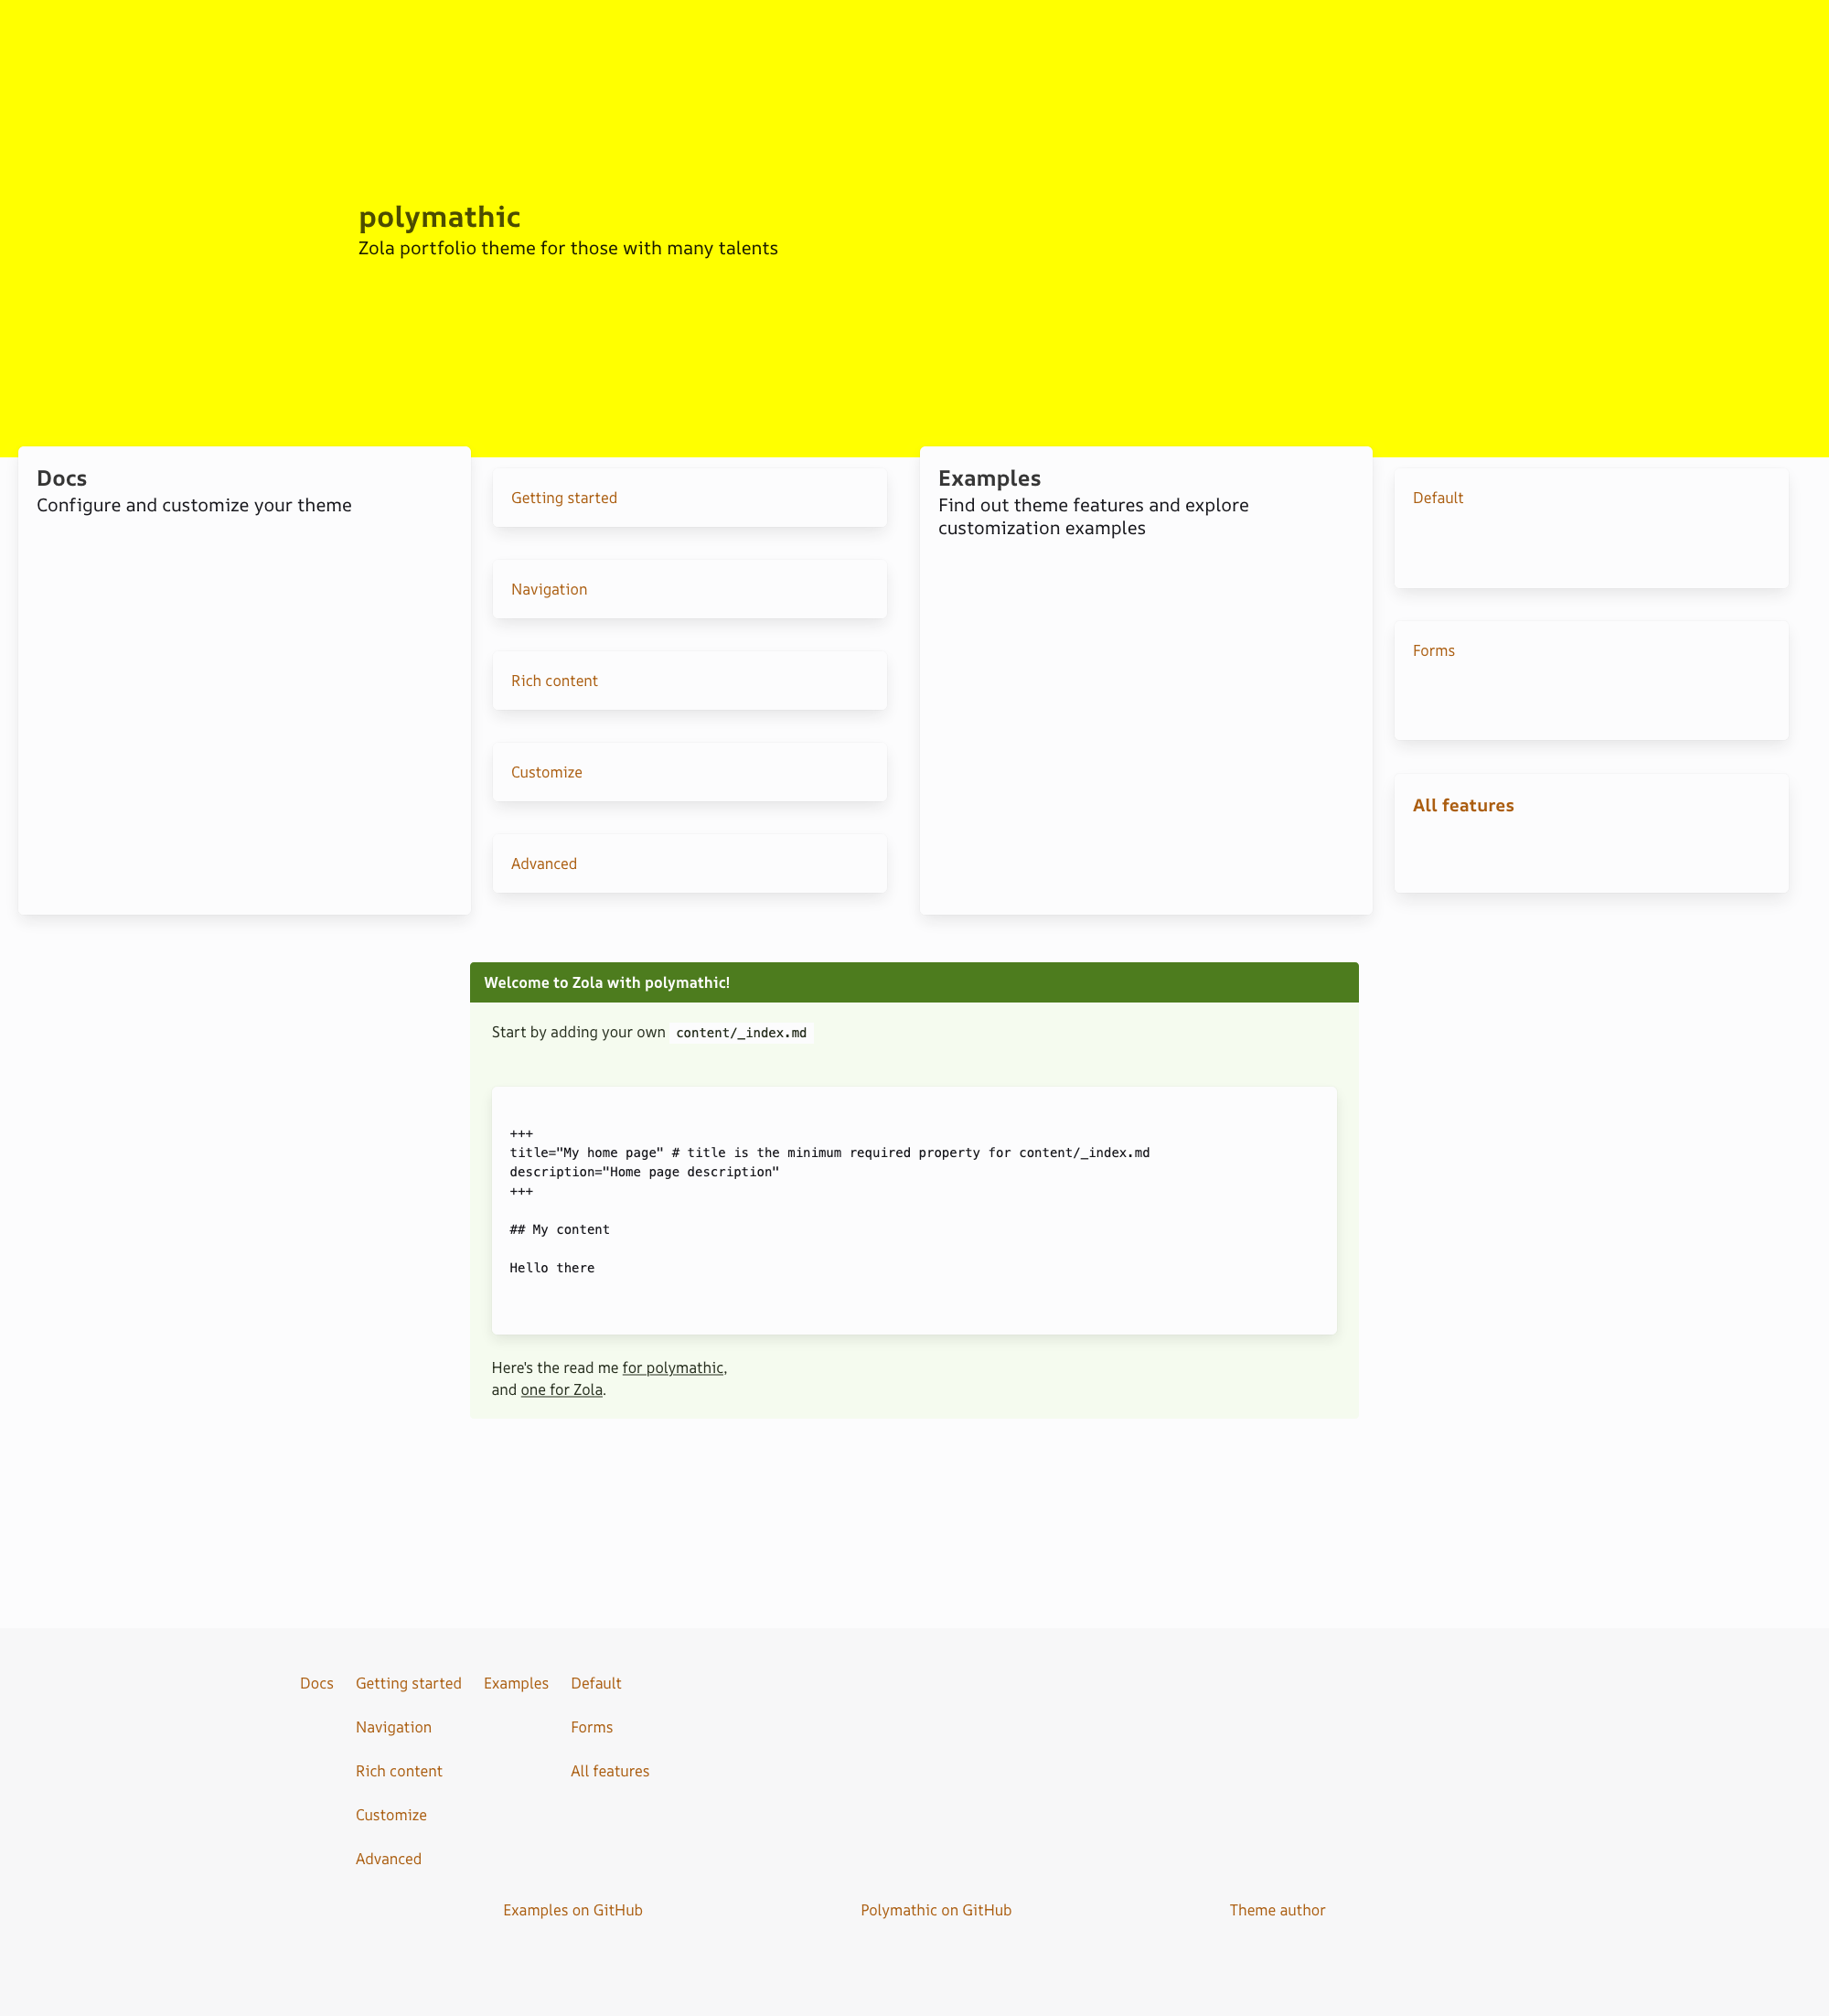 polymathic
Zola portfolio theme for those with many talents
Docs
Configure and customize your theme
Getting started
Navigation
Rich content
Customize
Advanced
Examples
Find out theme features and explore
customization examples
Default
Forms
All features
Welcome to Zola with polymathic!
Start by adding your own content/_index.md
+++
title="My home page" # title is the minimum required property for content/_index.md
description="Home page description"
+++
## My content
Hello there
Here's the read me for polymathic,
and one for Zola.
Docs
Getting started
Navigation
Rich content
Customize
Advanced
Examples
Default
Forms
All features
Examples on GitHub
Polymathic on GitHub
Theme author